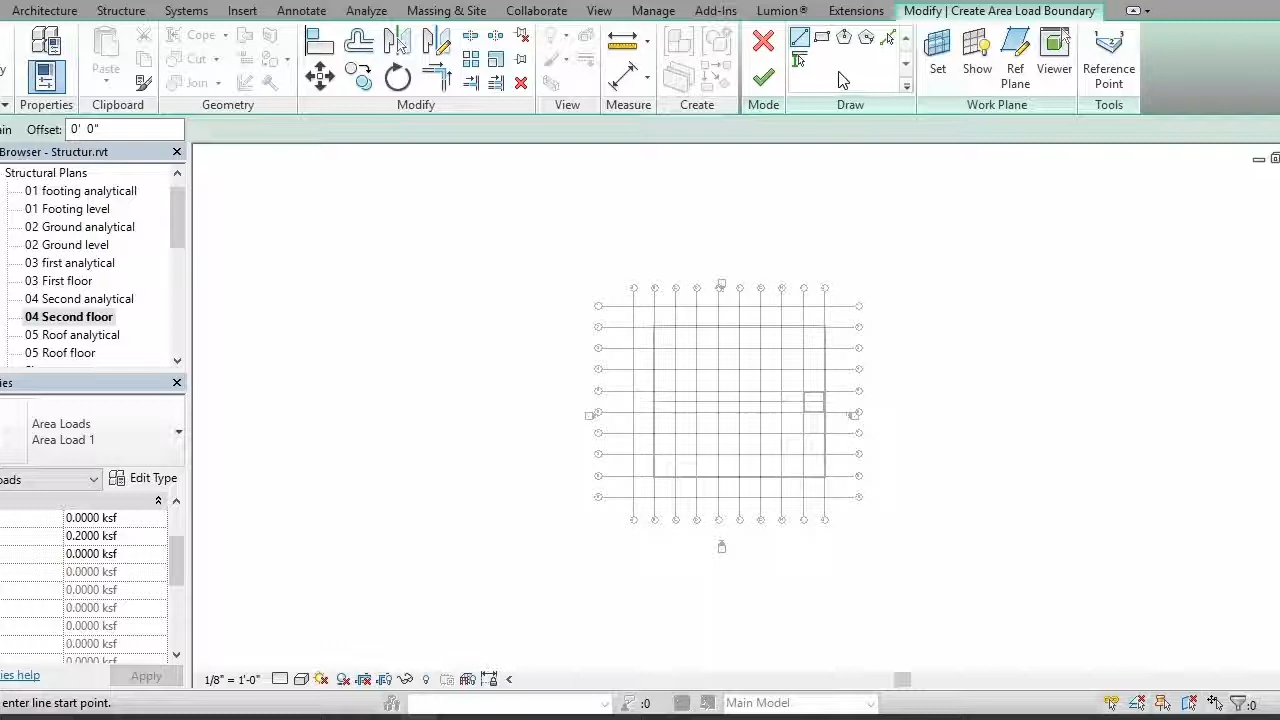 Architecture Structure Systems Insert Annotate Analyze Massing & Site Collaborate View Manage Add-Ins Lumion® Extensions Modify | Create Area Load Boundary
Paste
Cope
Cut
Join
Set Show Ref Plane Viewer Reference Point
Properties Clipboard Geometry Modify View Measure Create Mode Draw Work Plane Tools
Offset: 0' 0"
Browser - Structur.rvt
Structural Plans
01 footing analyticall
01 Footing level
02 Ground analytical
02 Ground level
03 first analytical
03 First floor
04 Second analytical
04 Second floor
05 Roof analytical
05 Roof floor
Area Loads
Area Load 1
Edit Type
0.0000 ksf
0.2000 ksf
0.0000 ksf
0.0000 ksf
0.0000 ksf
0.0000 ksf
0.0000 ksf
0.0000 ksf
0.0000 ksf
help
Apply
1/8" = 1'-0"
enter line start point.
:0
Main Model
:0